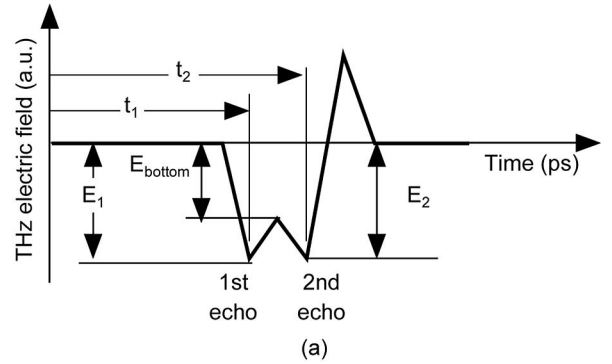 THz electric field (a.u.)
t2
t1
Time (ps)
Ebottom
E1
E2
1st
echo
2nd
echo
(a)